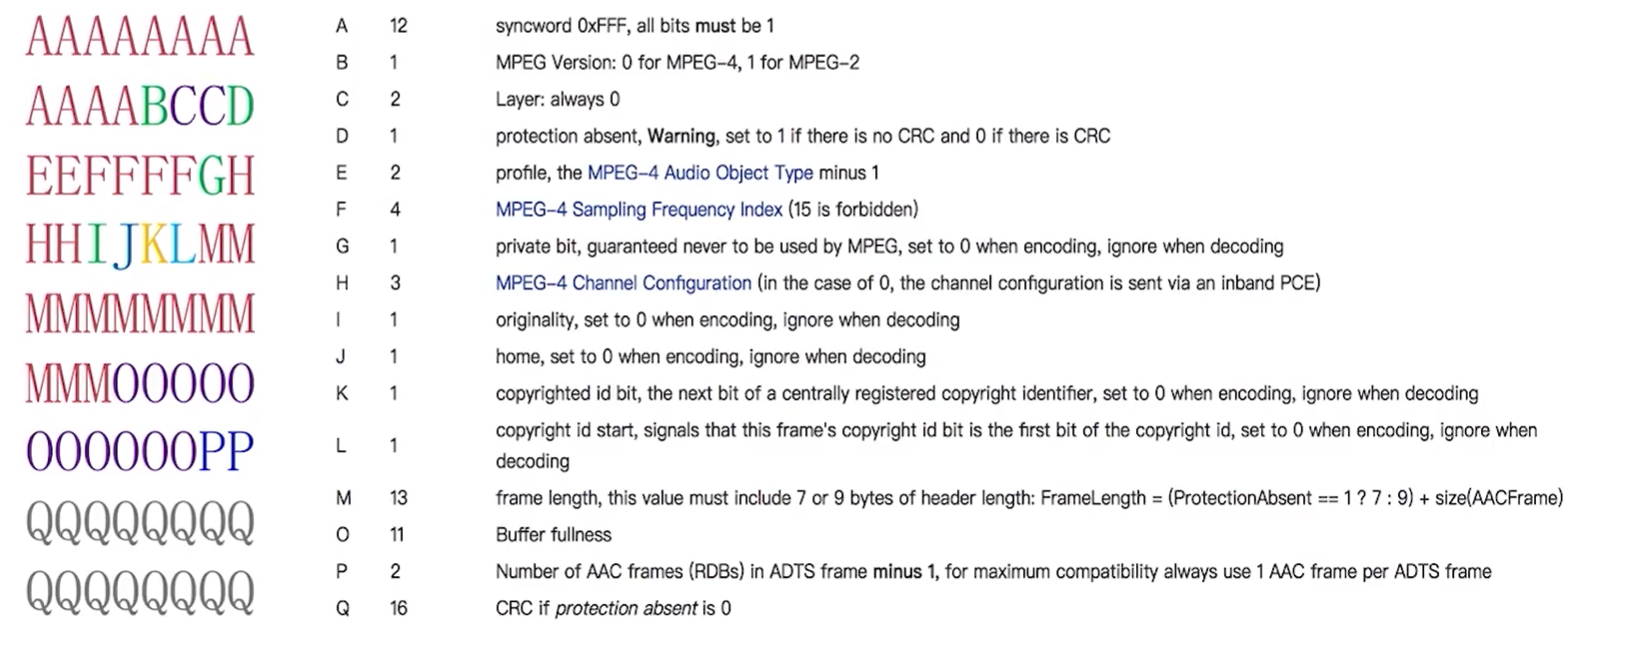 AAAAAAAA
AAAABCCD
EEFFFFGH
HHIJKLMM
MMMMMMMM
MMMOOOOO
OOOOOOPP
QQQQQQQQ
QQQQQQQQ
A 12 syncword 0xFFF, all bits must be 1
B 1 MPEG Version: 0 for MPEG-4, 1 for MPEG-2
C 2 Layer: always 0
D 1 protection absent, Warning, set to 1 if there is no CRC and 0 if there is CRC
E 2 profile, the MPEG-4 Audio Object Type minus 1
F 4 MPEG-4 Sampling Frequency Index (15 is forbidden)
G 1 private bit, guaranteed never to be used by MPEG, set to 0 when encoding, ignore when decoding
H 3 MPEG-4 Channel Configuration (in the case of 0, the channel configuration is sent via an inband PCE)
I 1 originality, set to 0 when encoding, ignore when decoding
J 1 home, set to 0 when encoding, ignore when decoding
K 1 copyrighted id bit, the next bit of a centrally registered copyright identifier, set to 0 when encoding, ignore when decoding
L 1 copyright id start, signals that this frame's copyright id bit is the first bit of the copyright id, set to 0 when encoding, ignore when
decoding
M 13 frame length, this value must include 7 or 9 bytes of header length: FrameLength = (ProtectionAbsent == 1 ? 7 : 9) + size(AACFrame)
O 11 Buffer fullness
P 2 Number of AAC frames (RDBs) in ADTS frame minus 1, for maximum compatibility always use 1 AAC frame per ADTS frame
Q 16 CRC if protection absent is 0